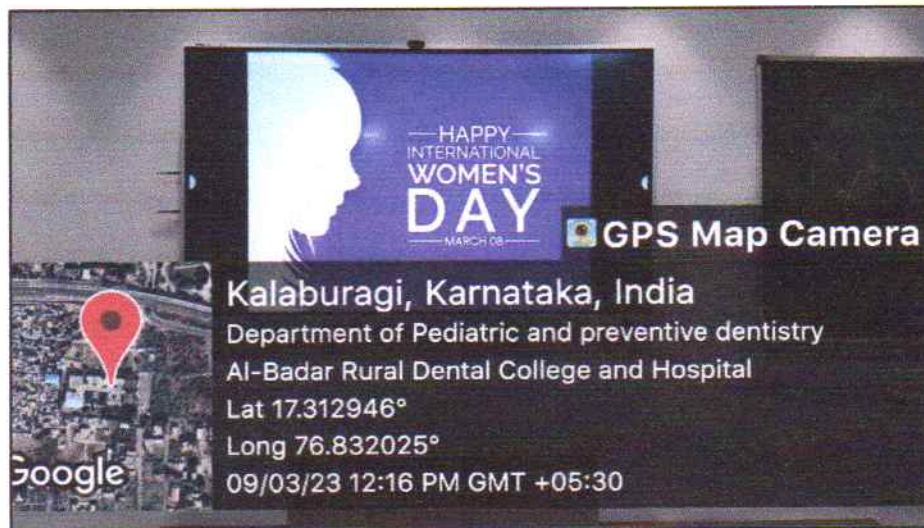 HAPPY
INTERNATIONAL
WOMEN'S
DAY
MARCH 08
GPS Map Camera
Kalaburagi, Karnataka, India
Department of Pediatric and preventive dentistry
Al-Badar Rural Dental College and Hospital
Lat 17.312946°
Long 76.832025°
09/03/23 12:16 PM GMT +05:30
Google